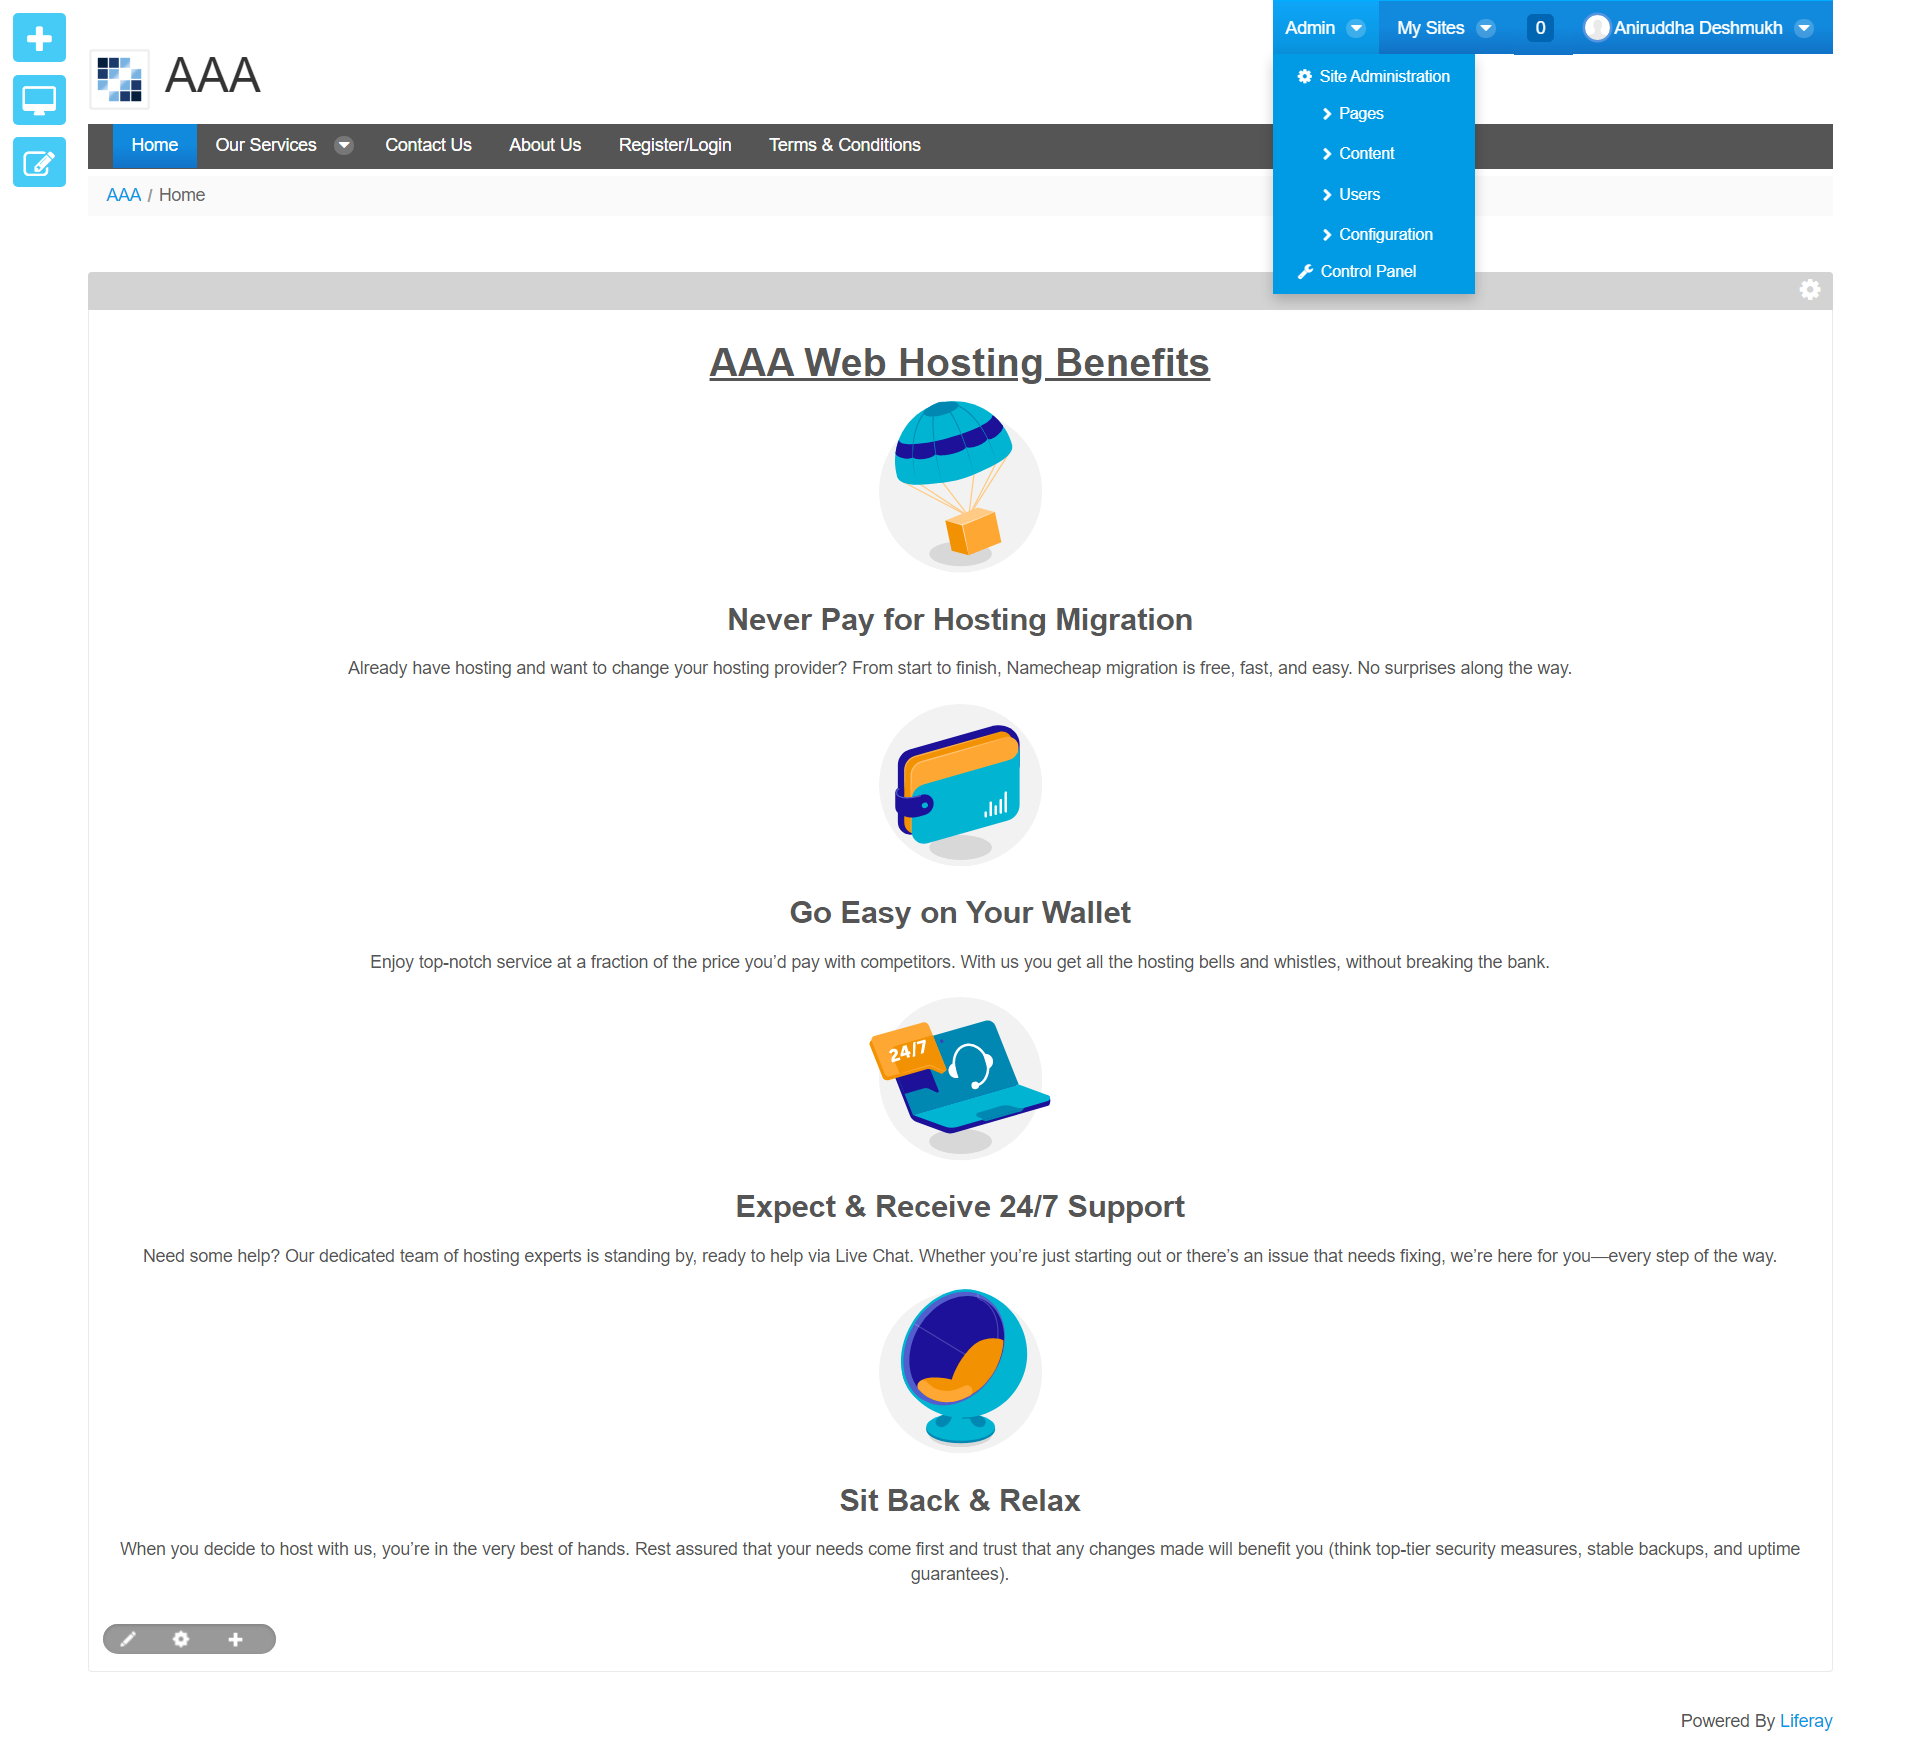 Admin
My Sites
0
Aniruddha Deshmukh
AAA
Site Administration
Pages
Content
Users
Configuration
Control Panel
Home
Our Services
Contact Us
About Us
Register/Login
Terms & Conditions
AAA / Home
AAA Web Hosting Benefits
Never Pay for Hosting Migration
Already have hosting and want to change your hosting provider? From start to finish, Namecheap migration is free, fast, and easy. No surprises along the way.
Go Easy on Your Wallet
Enjoy top-notch service at a fraction of the price you’d pay with competitors. With us you get all the hosting bells and whistles, without breaking the bank.
24/7
Expect & Receive 24/7 Support
Need some help? Our dedicated team of hosting experts is standing by, ready to help via Live Chat. Whether you’re just starting out or there’s an issue that needs fixing, we’re here for you—every step of the way.
Sit Back & Relax
When you decide to host with us, you’re in the very best of hands. Rest assured that your needs come first and trust that any changes made will benefit you (think top-tier security measures, stable backups, and uptime
guarantees).
Powered By Liferay